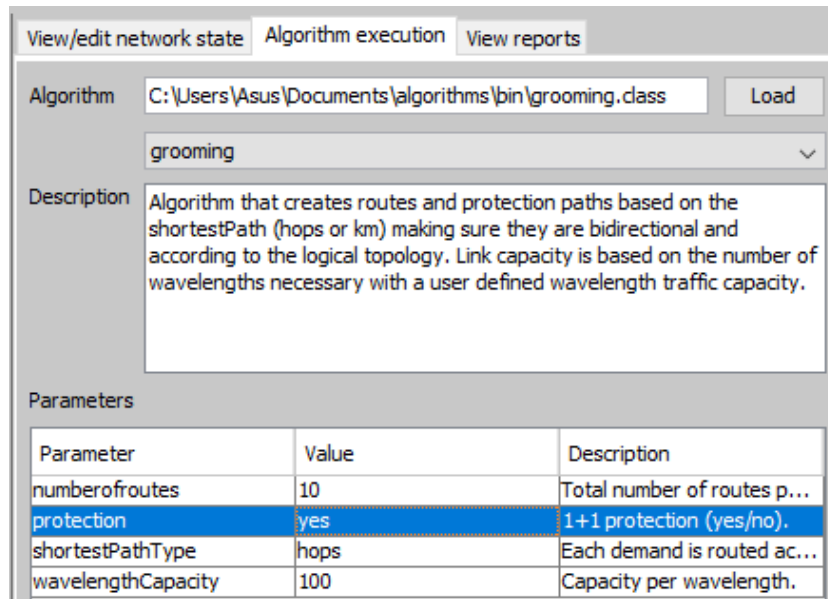 View/edit network state Algorithm execution View reports
Algorithm C:\Users\Asus\Documents\algorithms\bin\grooming.class Load
grooming
Description Algorithm that creates routes and protection paths based on the
shortestPath (hops or km) making sure they are bidirectional and
according to the logical topology. Link capacity is based on the number of
wavelengths necessary with a user defined wavelength traffic capacity.
Parameters
Parameter Value Description
numberofroutes 10 Total number of routes p...
protection yes 1+1 protection (yes/no).
shortestPathType hops Each demand is routed ac...
wavelengthCapacity 100 Capacity per wavelength.